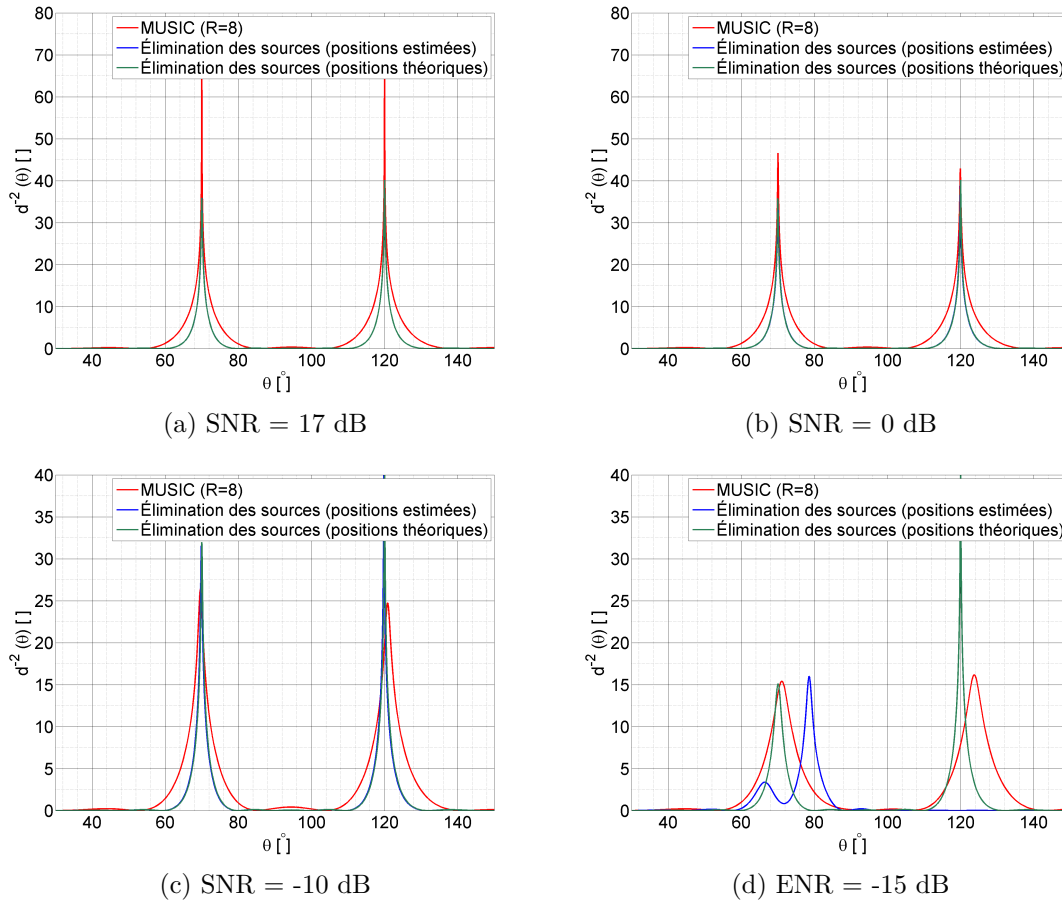 80
70
60
50
40
30
20
10
0
d⁻² (θ) [ ]
MUSIC (R=8)
Élimination des sources (positions estimées)
Élimination des sources (positions théoriques)
40 60 80 100 120 140
θ [°]
(a) SNR = 17 dB
80
70
60
50
40
30
20
10
0
d⁻² (θ) [ ]
MUSIC (R=8)
Élimination des sources (positions estimées)
Élimination des sources (positions théoriques)
40 60 80 100 120 140
θ [°]
(b) SNR = 0 dB
40
35
30
25
20
15
10
5
0
d⁻² (θ) [ ]
MUSIC (R=8)
Élimination des sources (positions estimées)
Élimination des sources (positions théoriques)
40 60 80 100 120 140
θ [°]
(c) SNR = -10 dB
40
35
30
25
20
15
10
5
0
d⁻² (θ) [ ]
MUSIC (R=8)
Élimination des sources (positions estimées)
Élimination des sources (positions théoriques)
40 60 80 100 120 140
θ [°]
(d) ENR = -15 dB